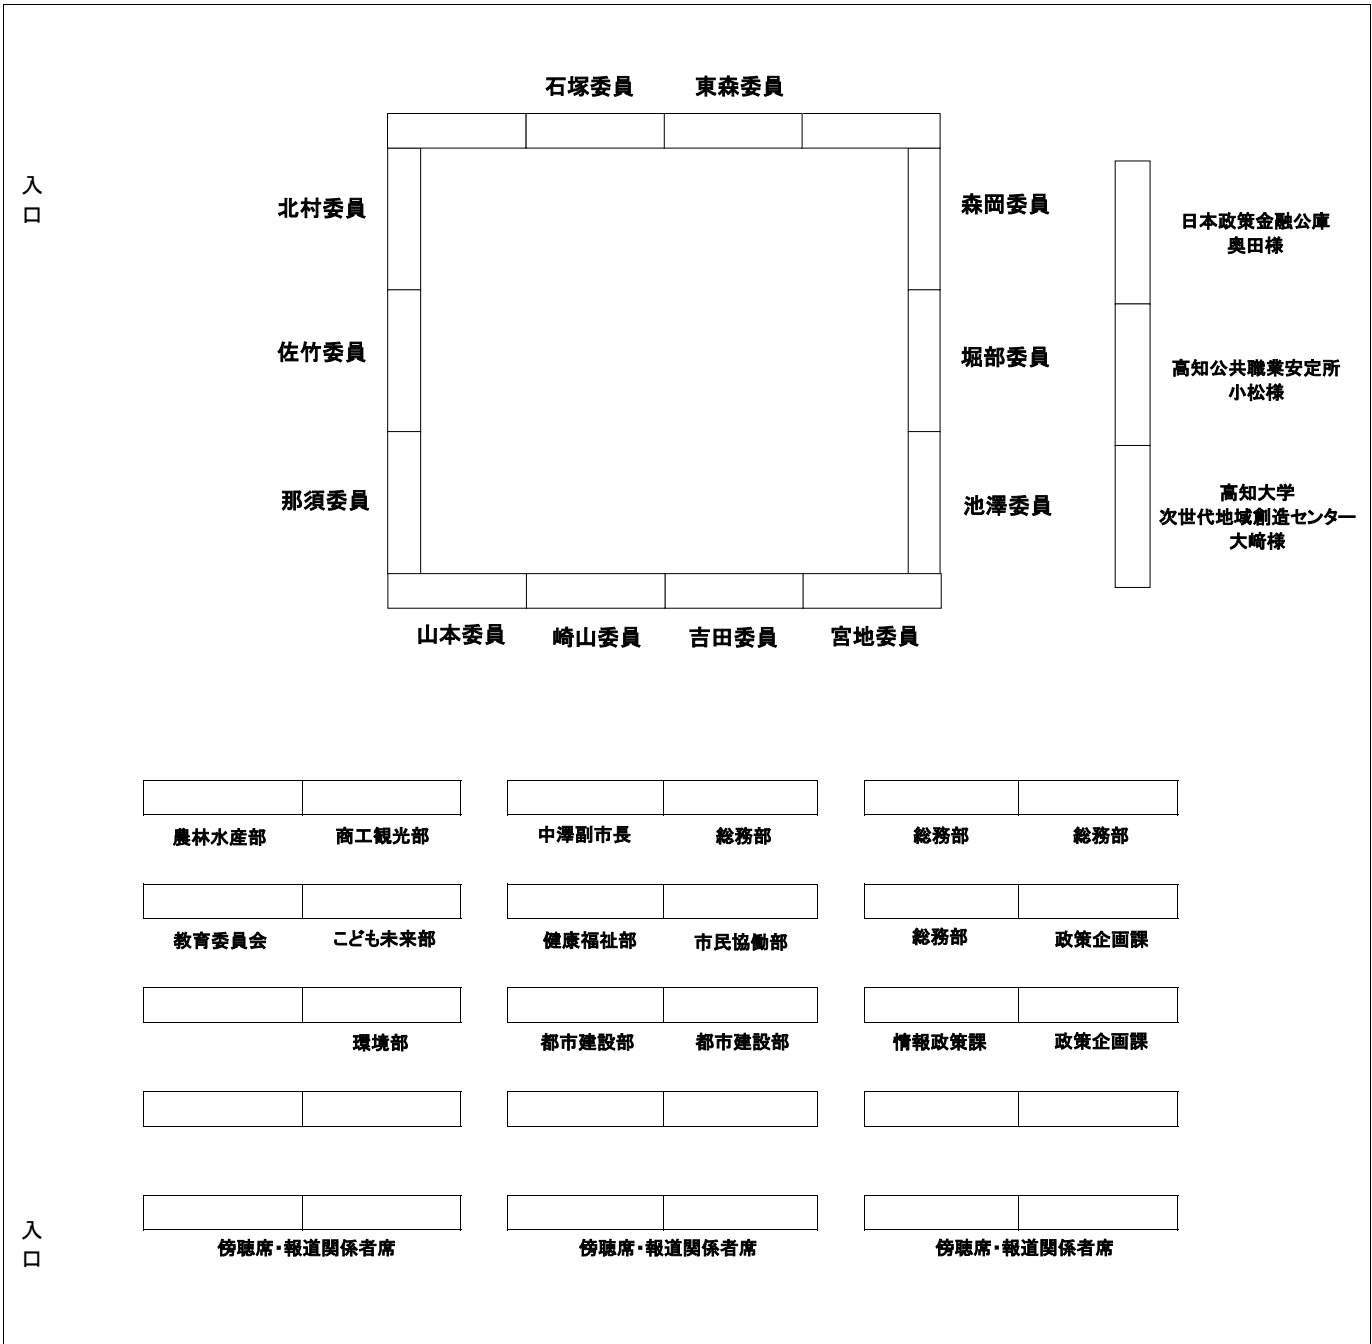 石塚委員 東森委員
入口
北村委員
森岡委員
日本政策金融公庫
奥田様
佐竹委員
堀部委員
高知公共職業安定所
小松様
那須委員
池澤委員
高知大学
次世代地域創造センター
大﨑様
山本委員 崎山委員 吉田委員 宮地委員
農林水産部 商工観光部 中澤副市長 総務部 総務部 総務部
教育委員会 こども未来部 健康福祉部 市民協働部 総務部 政策企画課
環境部 都市建設部 都市建設部 情報政策課 政策企画課
入口
傍聴席・報道関係者席 傍聴席・報道関係者席 傍聴席・報道関係者席